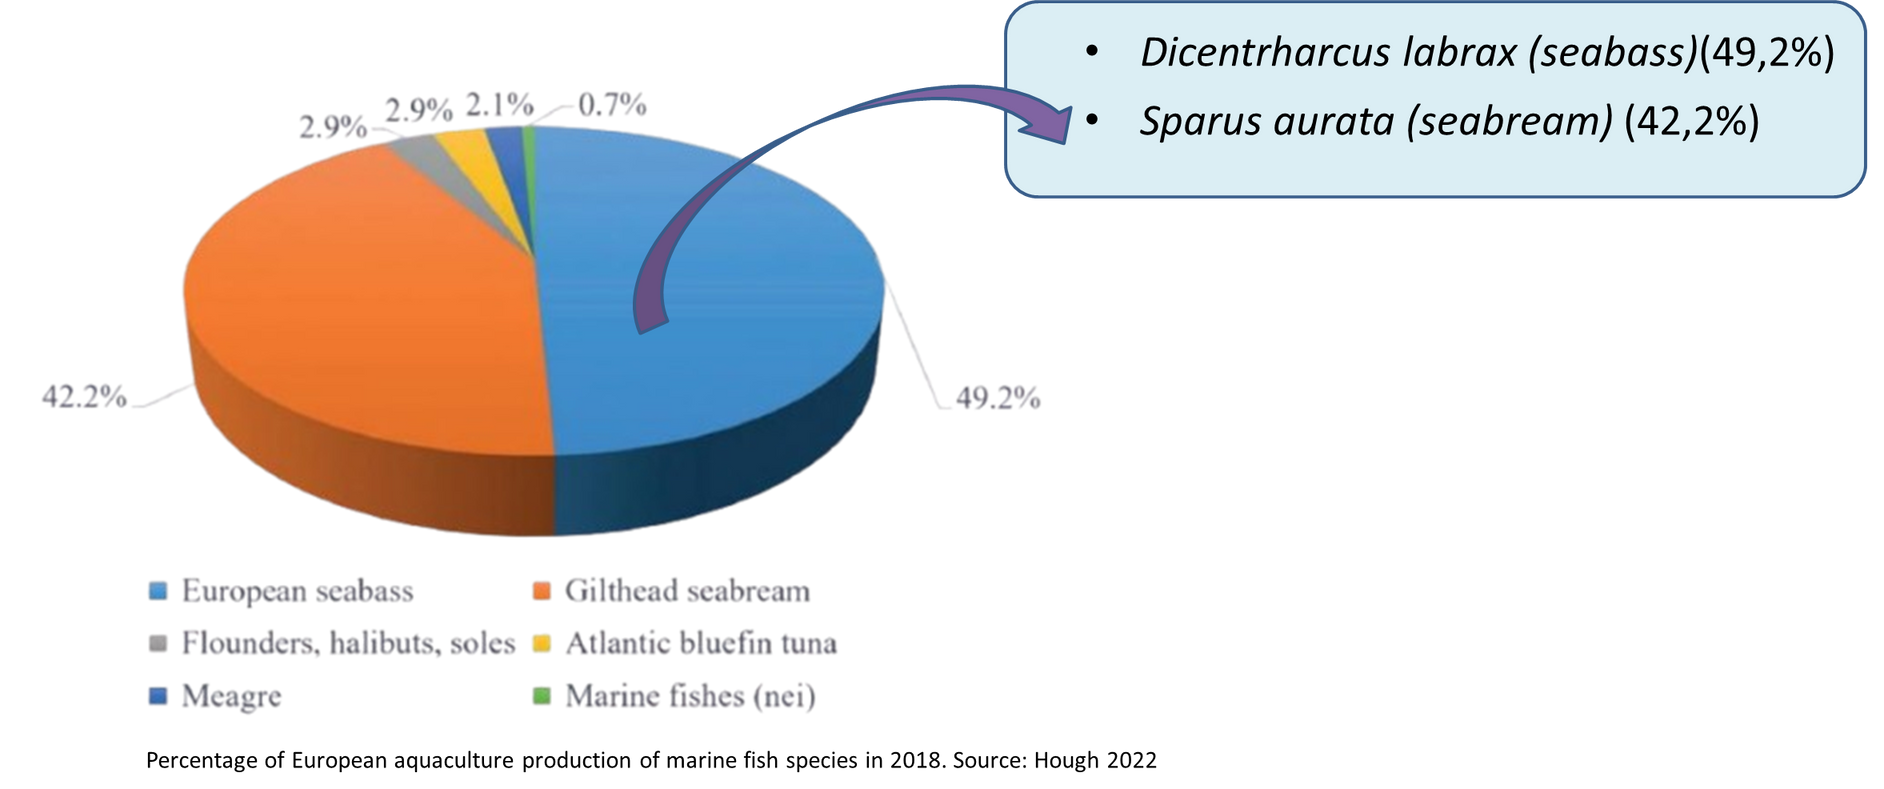 • Dicentrharcus labrax (seabass)(49,2%)
• Sparus aurata (seabream) (42,2%)
2.9%
2.9%
2.1%
0.7%
42.2%
49.2%
European seabass
Gilthead seabream
Flounders, halibuts, soles
Atlantic bluefin tuna
Meagre
Marine fishes (nei)
Percentage of European aquaculture production of marine fish species in 2018. Source: Hough 2022